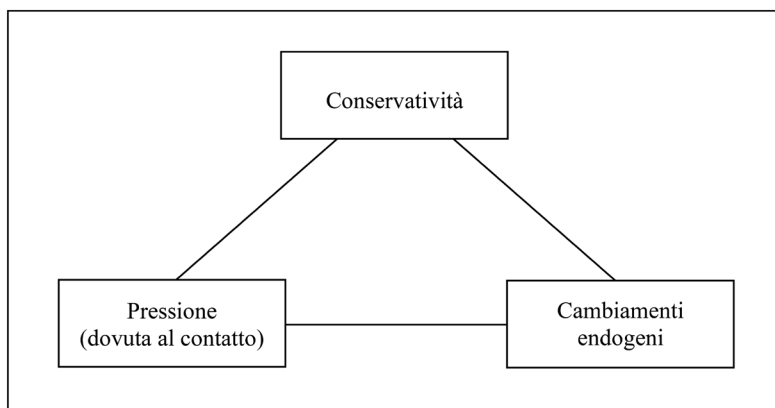 Conservatività
Pressione
(dovuta al contatto)
Cambiamenti
endogeni